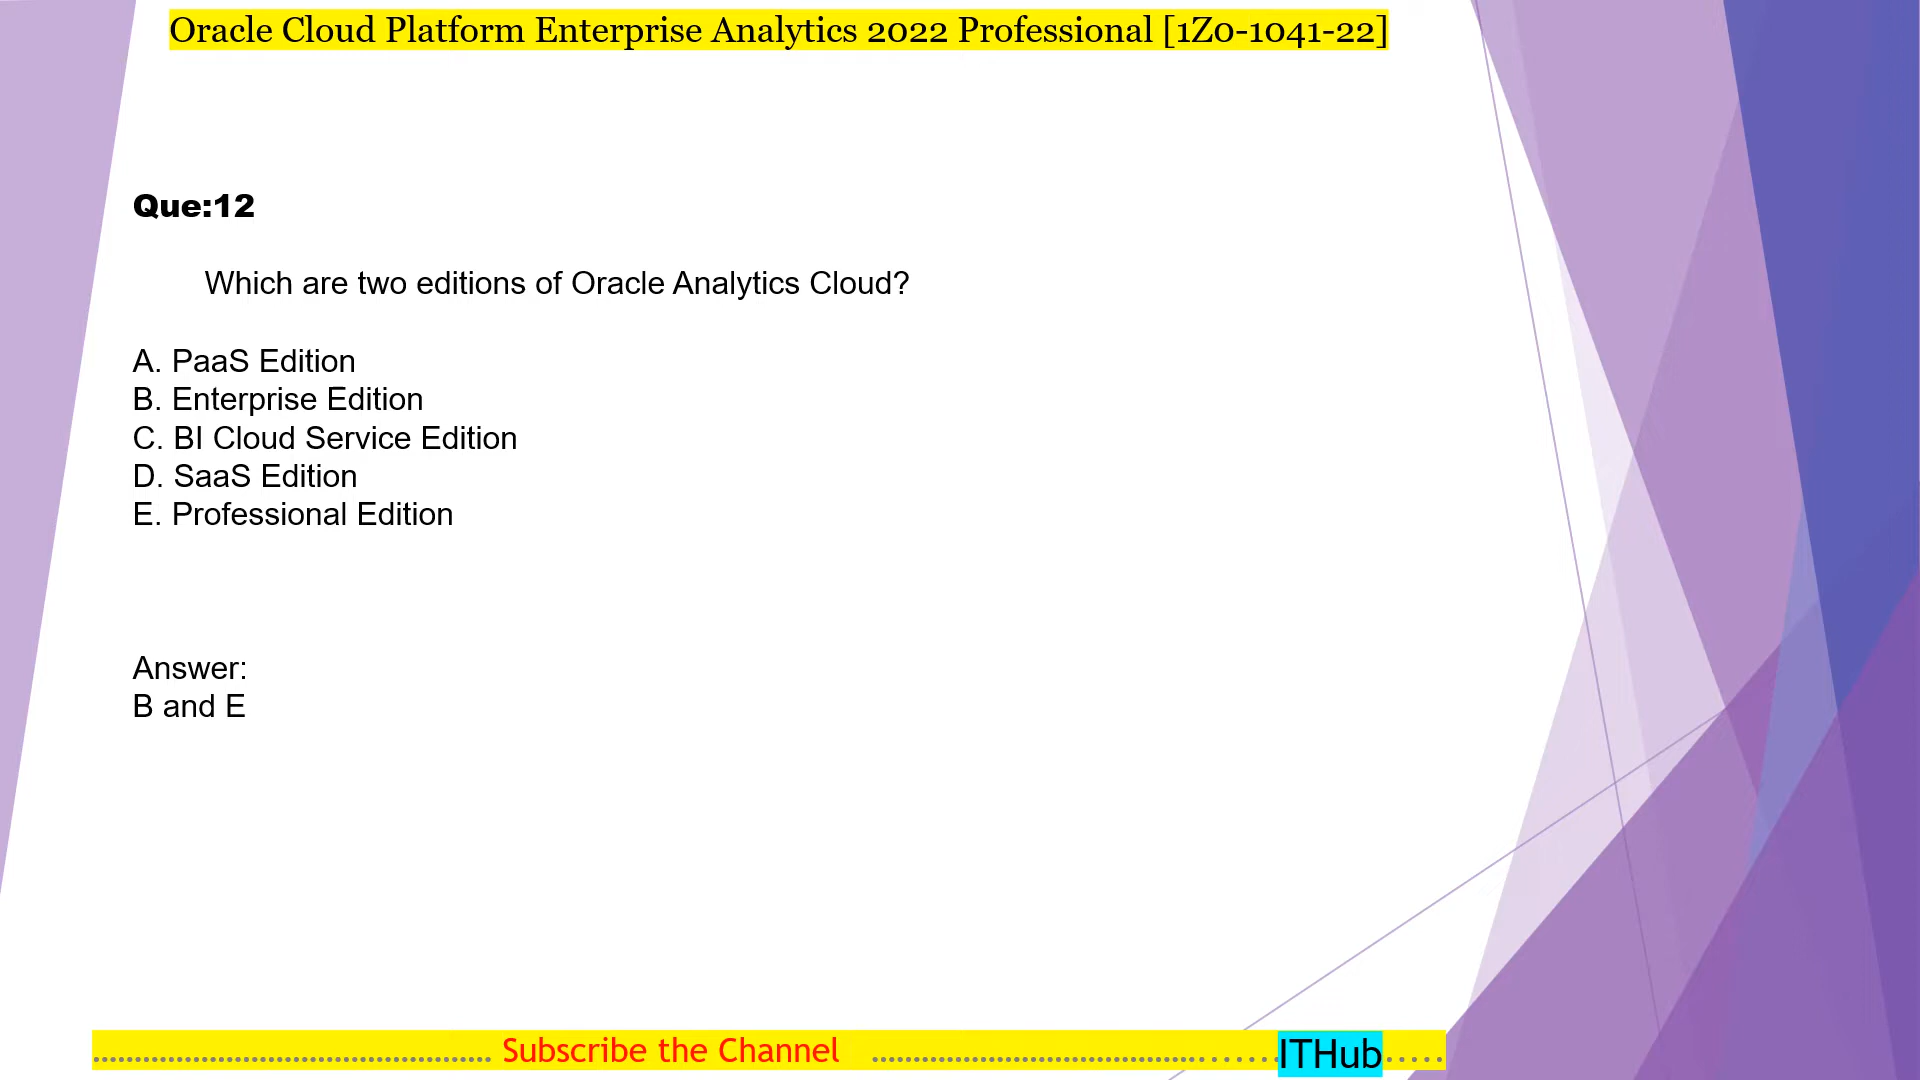 Oracle Cloud Platform Enterprise Analytics 2022 Professional [1Z0-1041-22]
Que:12
Which are two editions of Oracle Analytics Cloud?
A. PaaS Edition
B. Enterprise Edition
C. BI Cloud Service Edition
D. SaaS Edition
E. Professional Edition
Answer:
B and E
................................................ Subscribe the Channel ............................................. ITHub.....